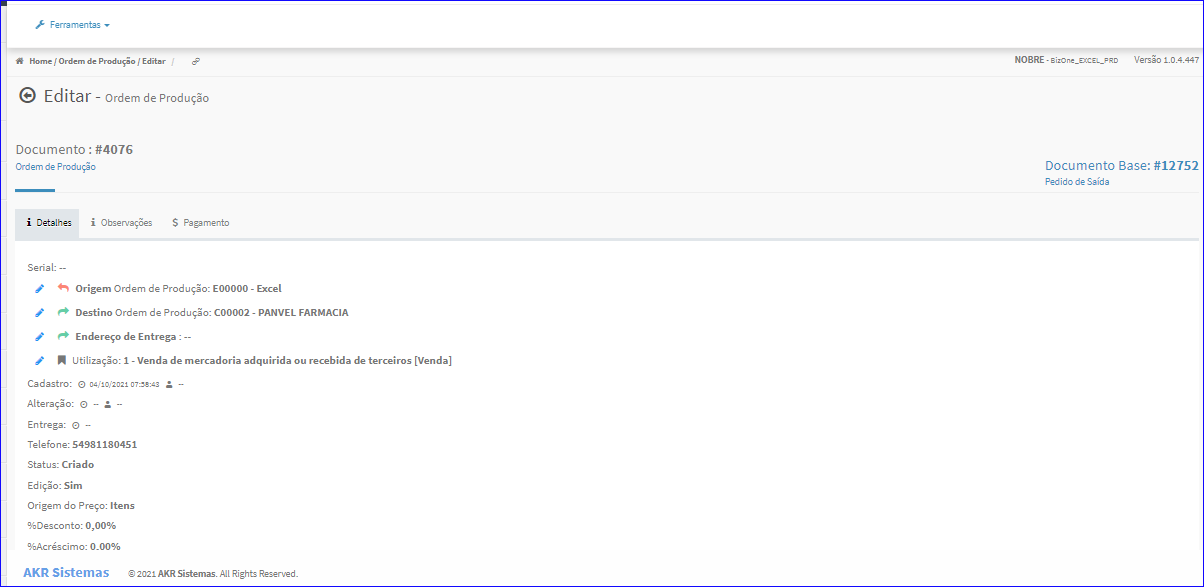 Ferramentas
Home / Ordem de Produção / Editar /
NOBRE - BizOne_EXCEL_PRD Versão 1.0.4.447
Editar - Ordem de Produção
Documento : #4076
Ordem de Produção
Documento Base: #12752
Pedido de Saída
Detalhes Observações $ Pagamento
Serial: --
Origem Ordem de Produção: E00000 - Excel
Destino Ordem de Produção: C00002 - PANVEL FARMACIA
Endereço de Entrega : --
Utilização: 1 - Venda de mercadoria adquirida ou recebida de terceiros [Venda]
Cadastro: 04/10/2021 07:58:43 --
Alteração: -- --
Entrega: --
Telefone: 54981180451
Status: Criado
Edição: Sim
Origem do Preço: Itens
%Desconto: 0,00%
%Acréscimo: 0.00%
AKR Sistemas © 2021 AKR Sistemas. All Rights Reserved.